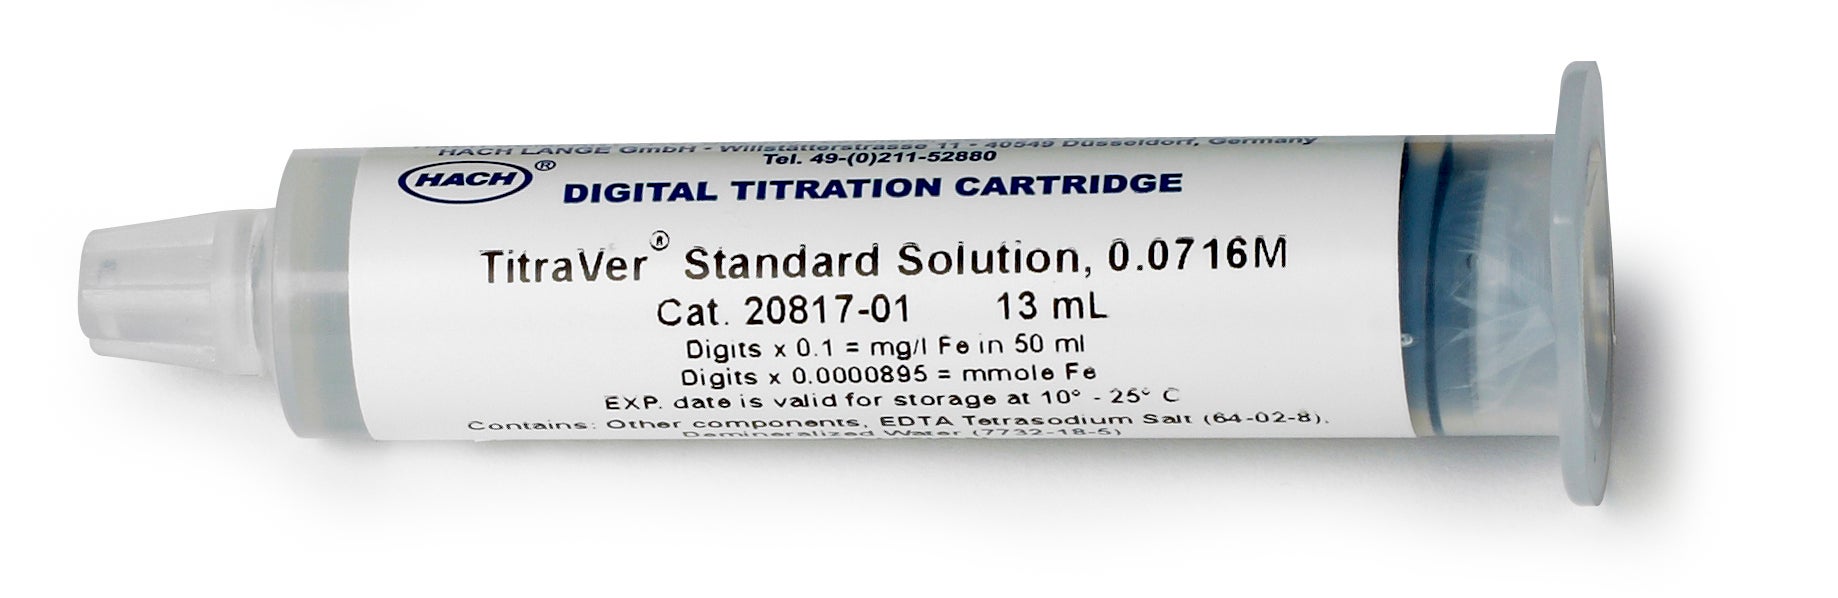 HACH LANGE GmbH - Willstätterstrasse 11 - 40549 Düsseldorf, Germany
Tel. 49-(0)211-52880
HACH®
DIGITAL TITRATION CARTRIDGE
TitraVer® Standard Solution, 0.0716M
Cat. 20817-01 13 mL
Digits x 0.1 = mg/l Fe in 50 ml
Digits x 0.0000895 = mmole Fe
EXP. date is valid for storage at 10° - 25° C
Contains: Other components, EDTA Tetrasodium Salt (64-02-8).
Demineralized Water (7732-18-5)